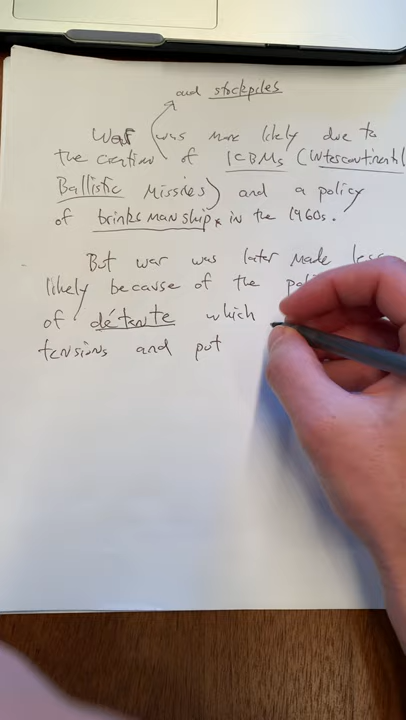 and stockpiles
War was more likely due to
the creation of ICBMs (Intercontinental
Ballistic Missiles) and a policy
of brinksmanship in the 1960s.
But war was later made less
likely because of the
of détente which
tensions and put